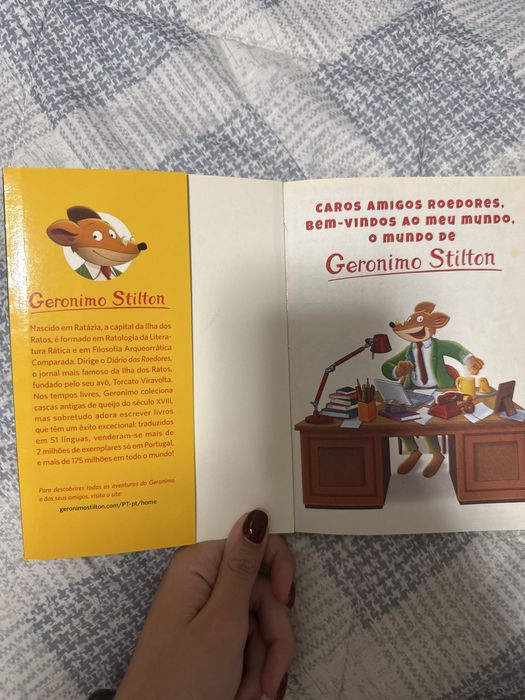 Geronimo Stilton
Nascido em Ratázia, a capital da Ilha dos
Ratos, é formado em Ratologia da Litera-
tura Rática e em Filosofia Arqueorrática
Comparada. Dirige o Diário dos Roedores,
o jornal mais famoso da Ilha dos Ratos,
fundado pelo seu avô, Torcato Viravolta.
Nos tempos livres, Geronimo coleciona
cascas antigas de queijo do século XVIII,
mas sobretudo adora escrever livros
que têm um êxito excecional: traduzidos
em 51 línguas, venderam-se mais de
2 milhões de exemplares só em Portugal,
e mais de 175 milhões em todo o mundo!
Para descobrires todas as aventuras do Geronimo
e dos seus amigos, visita o site:
geronimostilton.com/PT-pt/home
CAROS AMIGOS ROEDORES,
BEM-VINDOS AO MEU MUNDO,
O MUNDO DE
Geronimo Stilton